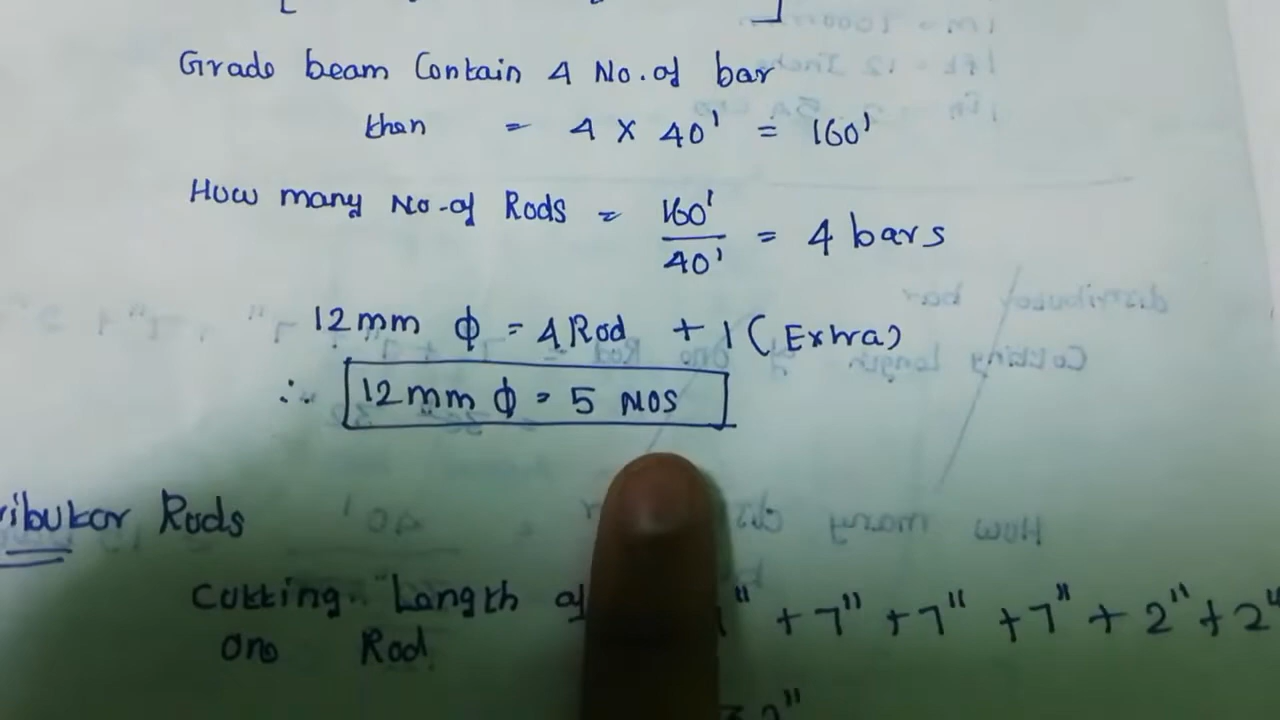 Grade beam Contain 4 No. of bar
than = 4 X 40' = 160'
How many No. of Rods = 160' / 40' = 4 bars
12mm ϕ = 4 Rod + 1 (Extra)
∴ 12mm ϕ = 5 NOS
Rods
Cutting Length of " + 7" + 7" + 7" + 2" + 2"
one Rod